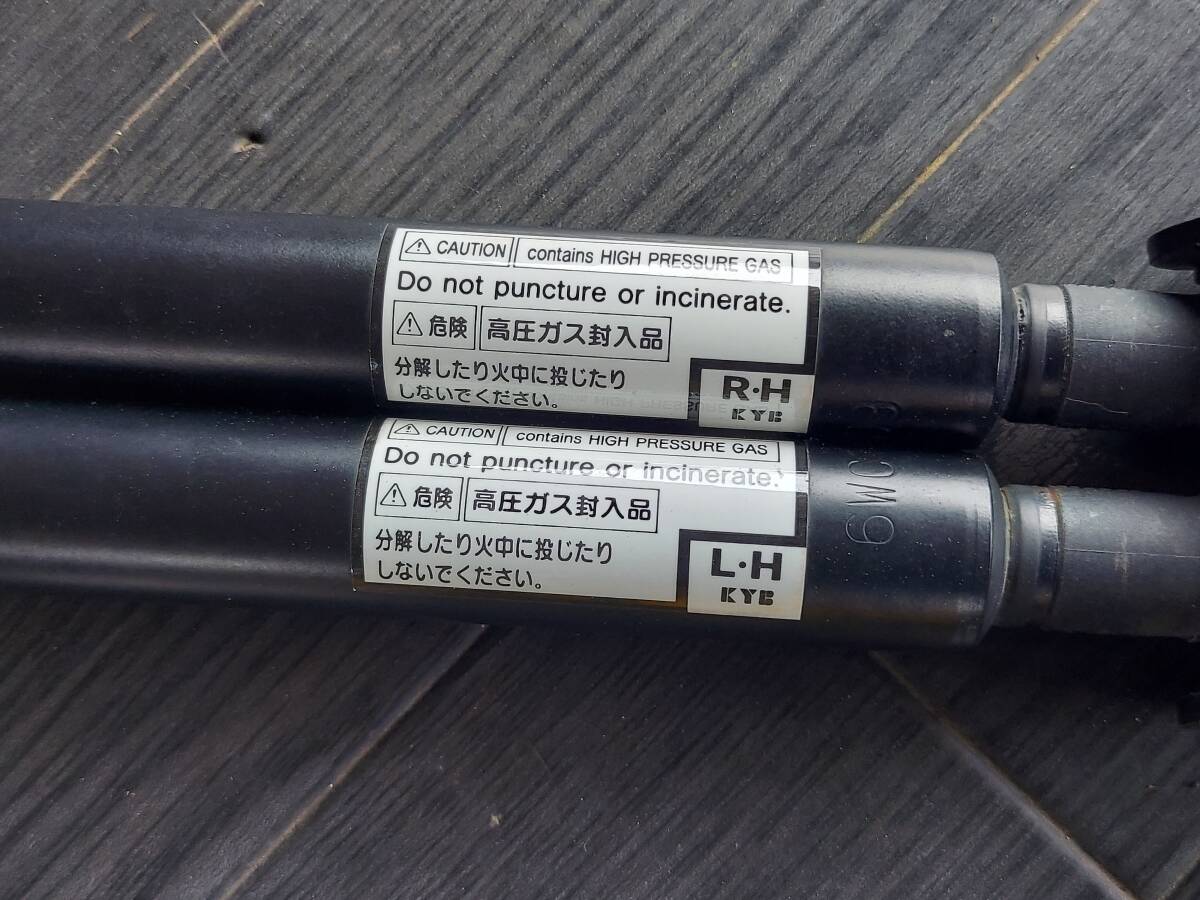 ⚠ CAUTION contains HIGH PRESSURE GAS
Do not puncture or incinerate.
⚠ 危険 高圧ガス封入品
分解したり火中に投じたり
しないでください。
R·H
KYB
⚠ CAUTION contains HIGH PRESSURE GAS
Do not puncture or incinerate.
⚠ 危険 高圧ガス封入品
分解したり火中に投じたり
しないでください。
L·H
KYB